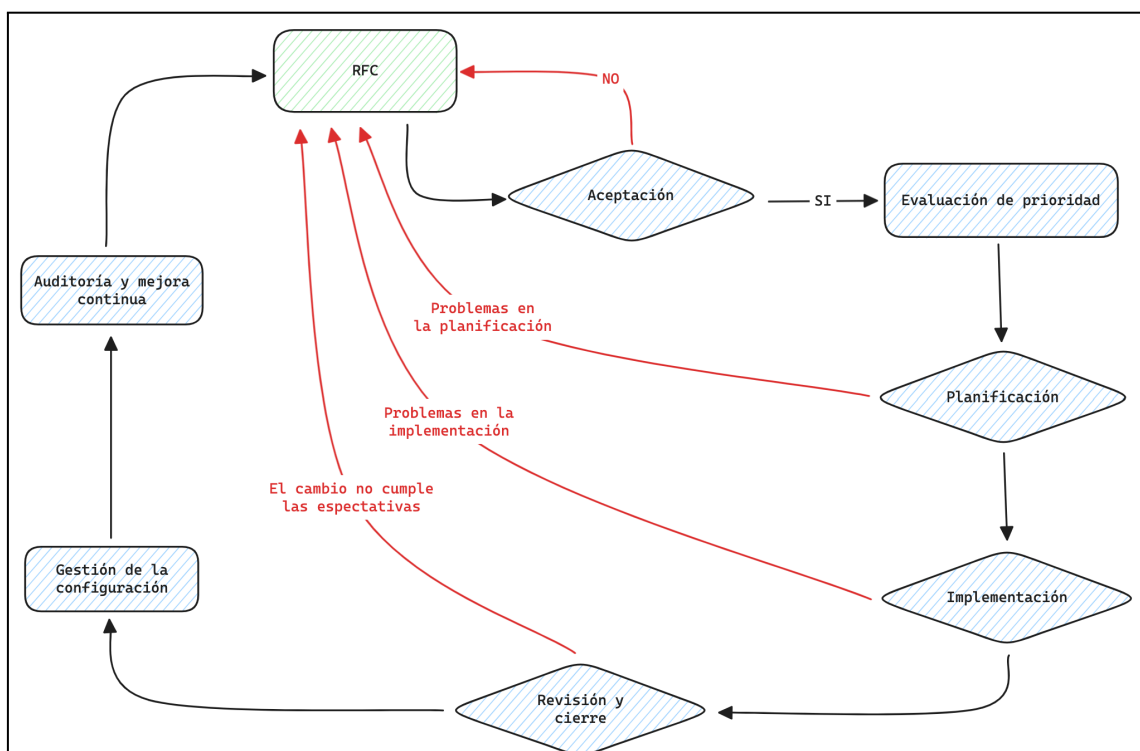 RFC
NO
Aceptación
SI
Evaluación de prioridad
Auditoría y mejora
continua
Problemas en
la planificación
Planificación
Problemas en la
implementación
El cambio no cumple
las espectativas
Gestión de la
configuración
Implementación
Revisión y
cierre